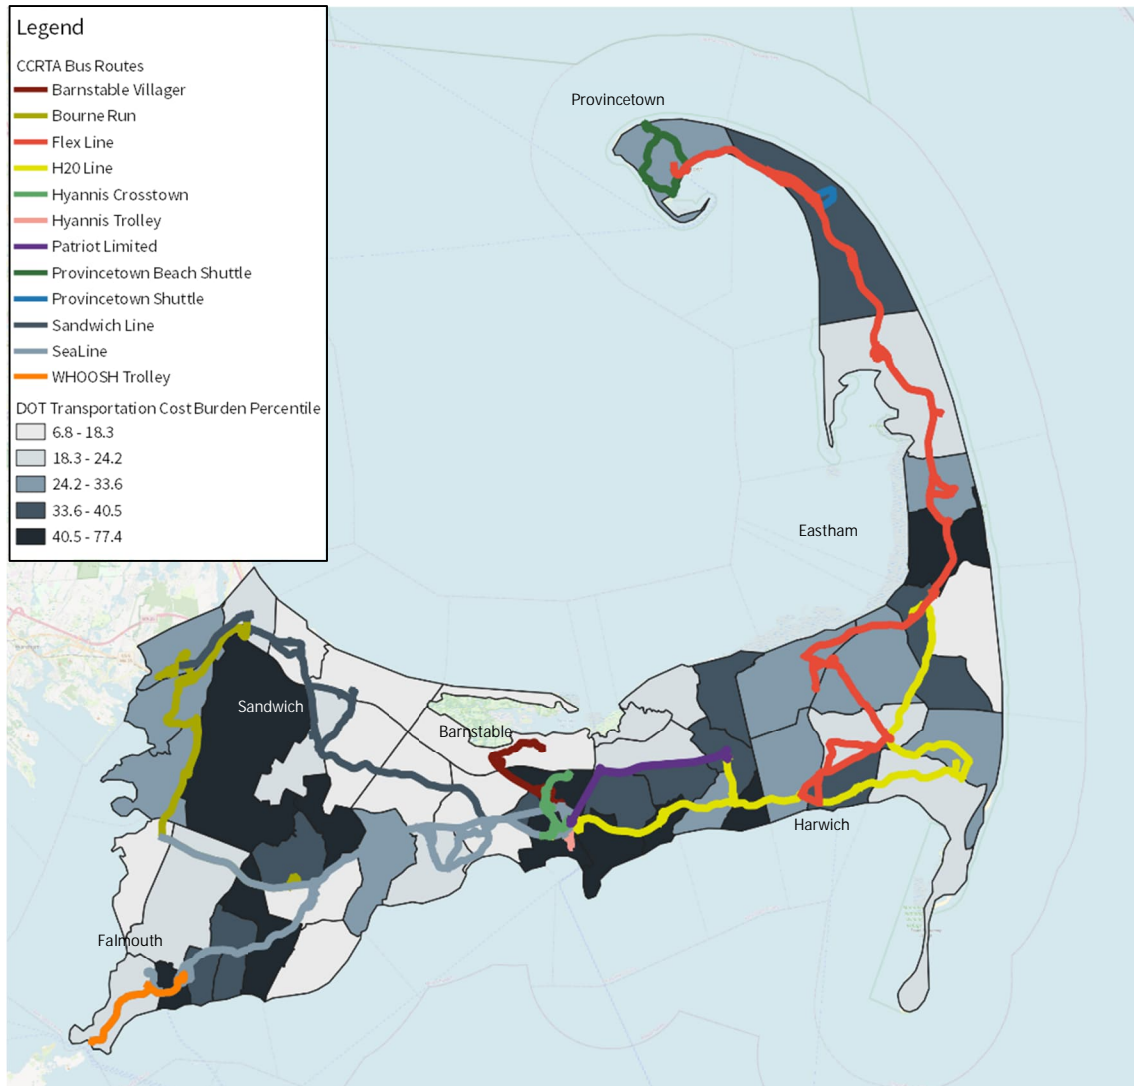 Legend
CCRTA Bus Routes
Barnstable Villager
Bourne Run
Flex Line
H20 Line
Hyannis Crosstown
Hyannis Trolley
Patriot Limited
Provincetown Beach Shuttle
Provincetown Shuttle
Sandwich Line
SeaLine
WHOOSH Trolley
DOT Transportation Cost Burden Percentile
6.8 - 18.3
18.3 - 24.2
24.2 - 33.6
33.6 - 40.5
40.5 - 77.4
Provincetown
Eastham
Sandwich
Barnstable
Harwich
Falmouth